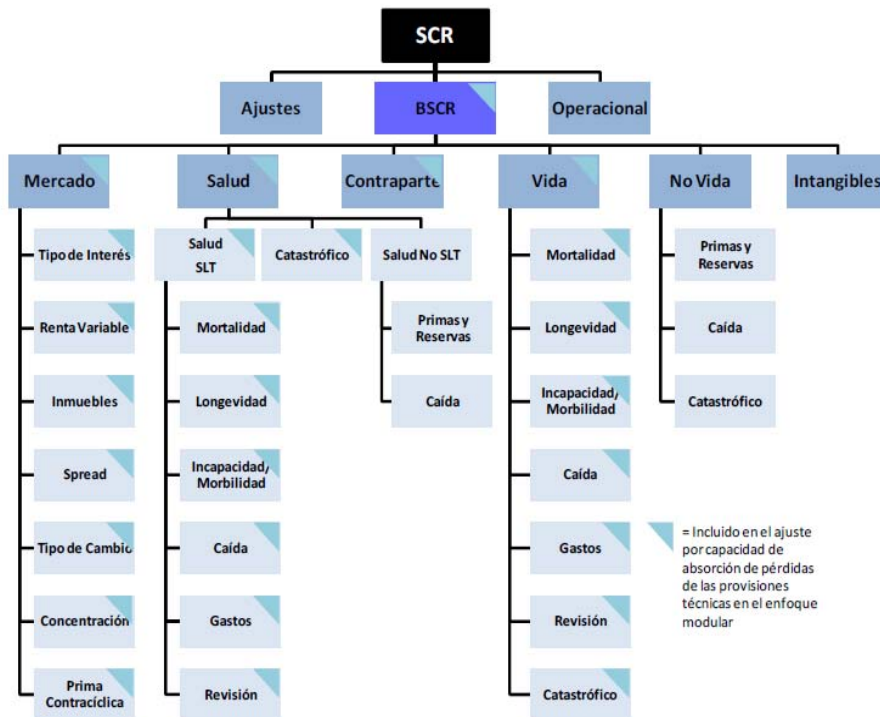 SCR
Ajustes
BSCR
Operacional
Mercado
Salud
Contraparte
Vida
No Vida
Intangibles
Tipo de Interés
Renta Variable
Inmuebles
Spread
Tipo de Cambio
Concentración
Prima
Contracíclica
Salud
SLT
Catastrófico
Salud No SLT
Mortalidad
Longevidad
Incapacidad/
Morbilidad
Caída
Gastos
Revisión
Primas y
Reservas
Caída
Mortalidad
Longevidad
Incapacidad/
Morbilidad
Caída
Gastos
Revisión
Catastrófico
Primas y
Reservas
Caída
Catastrófico
= Incluido en el ajuste
por capacidad de
absorción de pérdidas
de las provisiones
técnicas en el enfoque
modular